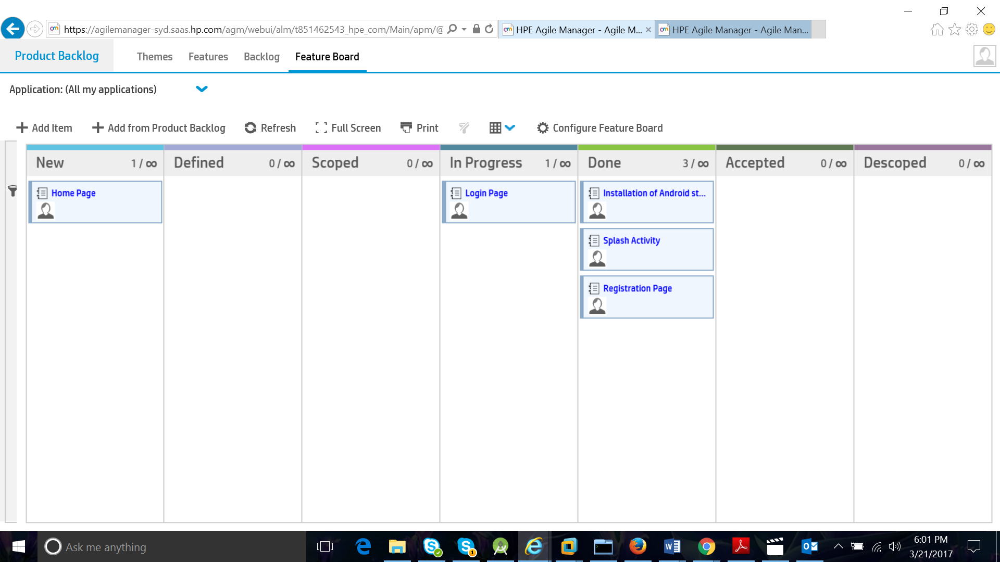 https://agilemanager-syd.saas.hp.com/agm/webui/alm/t851462543_hpe_com/Main/apm/@
HPE Agile Manager - Agile M...
HPE Agile Manager - Agile Man...
Product Backlog
Themes
Features
Backlog
Feature Board
Application: (All my applications)
Add Item
Add from Product Backlog
Refresh
Full Screen
Print
Configure Feature Board
New 1 / ∞
Defined 0 / ∞
Scoped 0 / ∞
In Progress 1 / ∞
Done 3 / ∞
Accepted 0 / ∞
Descoped 0 / ∞
Home Page
Login Page
Installation of Android st...
Splash Activity
Registration Page
Ask me anything
6:01 PM
3/21/2017